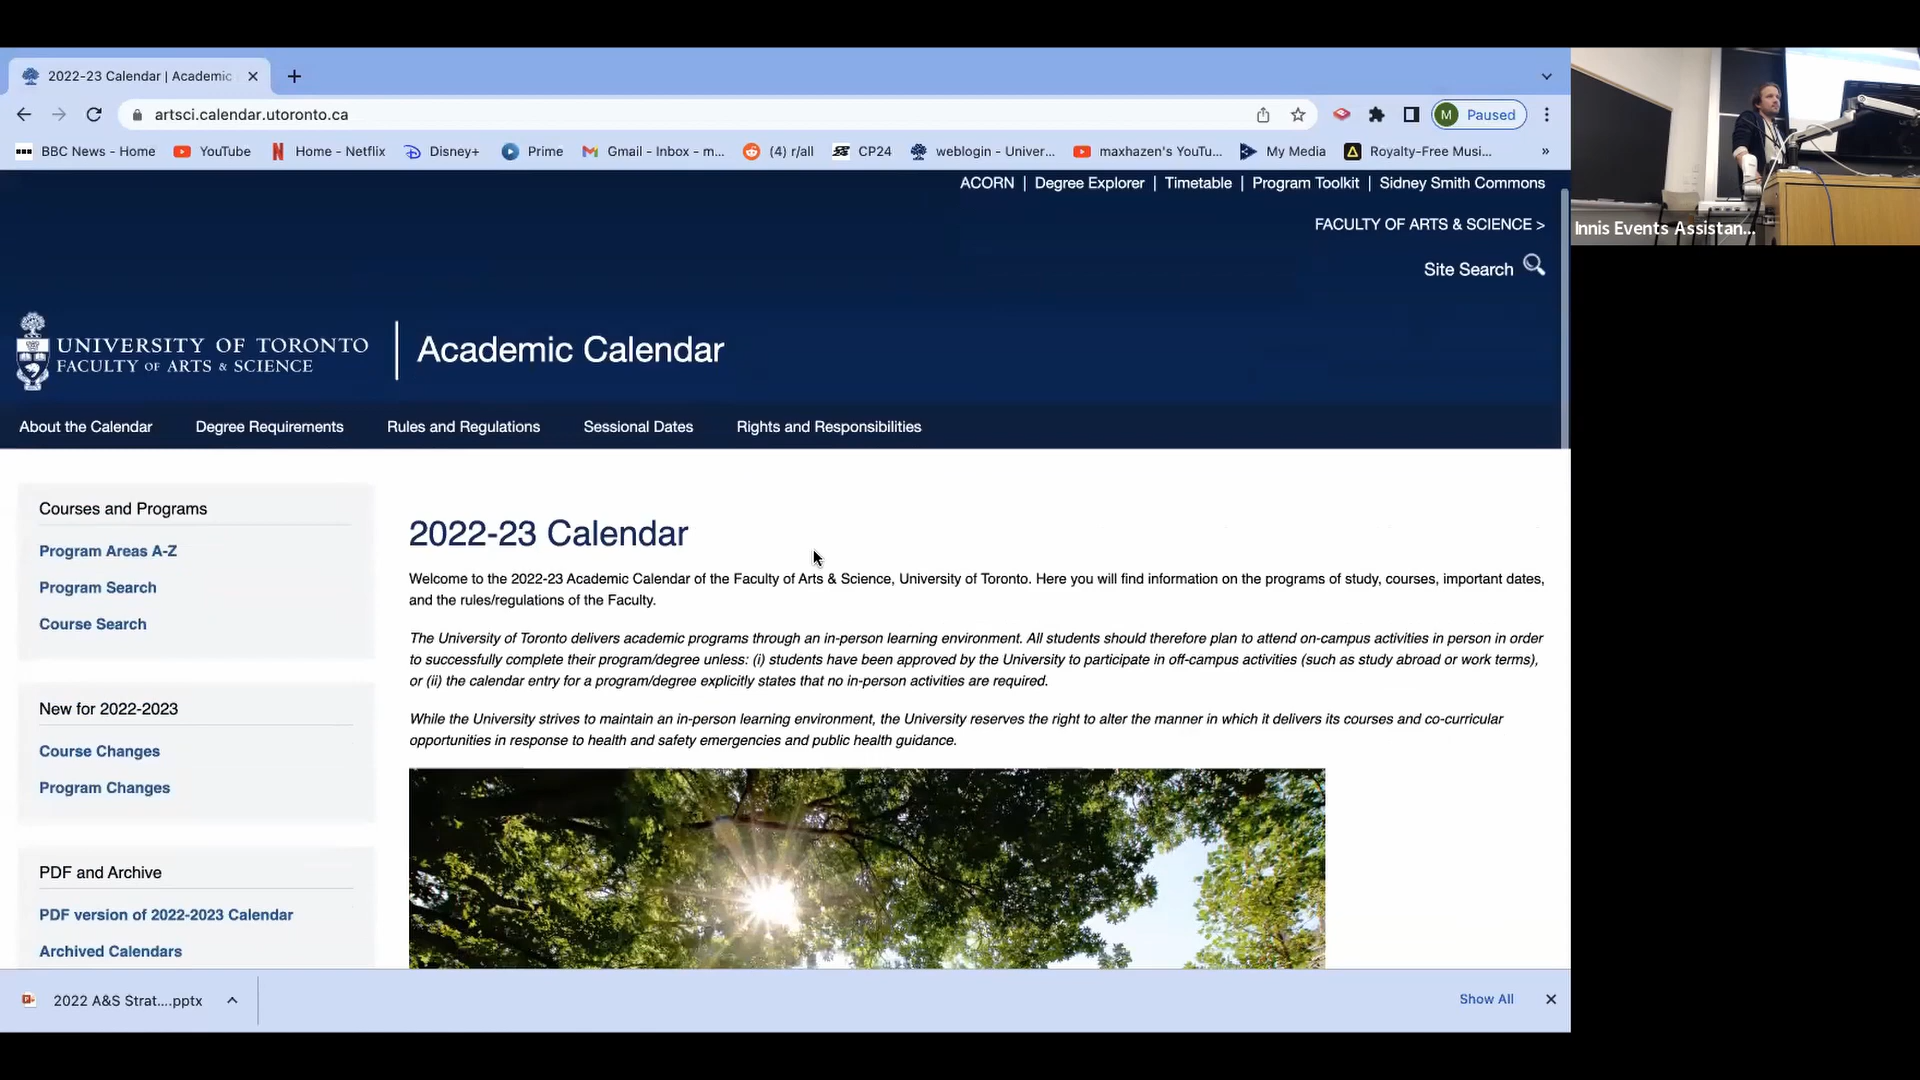 2022-23 Calendar | Academic
artsci.calendar.utoronto.ca
M Paused
BBC News - Home YouTube Home - Netflix Disney+ Prime Gmail - Inbox - m... (4) r/all CP24 weblogin - Univer... maxhazen's YouTu... My Media Royalty-Free Musi... »
ACORN | Degree Explorer | Timetable | Program Toolkit | Sidney Smith Commons
FACULTY OF ARTS & SCIENCE >
Site Search
UNIVERSITY OF TORONTO
FACULTY OF ARTS & SCIENCE
Academic Calendar
About the Calendar Degree Requirements Rules and Regulations Sessional Dates Rights and Responsibilities
Courses and Programs
Program Areas A-Z
Program Search
Course Search
New for 2022-2023
Course Changes
Program Changes
PDF and Archive
PDF version of 2022-2023 Calendar
Archived Calendars
2022-23 Calendar
Welcome to the 2022-23 Academic Calendar of the Faculty of Arts & Science, University of Toronto. Here you will find information on the programs of study, courses, important dates,
and the rules/regulations of the Faculty.
The University of Toronto delivers academic programs through an in-person learning environment. All students should therefore plan to attend on-campus activities in person in order
to successfully complete their program/degree unless: (i) students have been approved by the University to participate in off-campus activities (such as study abroad or work terms),
or (ii) the calendar entry for a program/degree explicitly states that no in-person activities are required.
While the University strives to maintain an in-person learning environment, the University reserves the right to alter the manner in which it delivers its courses and co-curricular
opportunities in response to health and safety emergencies and public health guidance.
2022 A&S Strat....pptx
Show All
Innis Events Assistan...